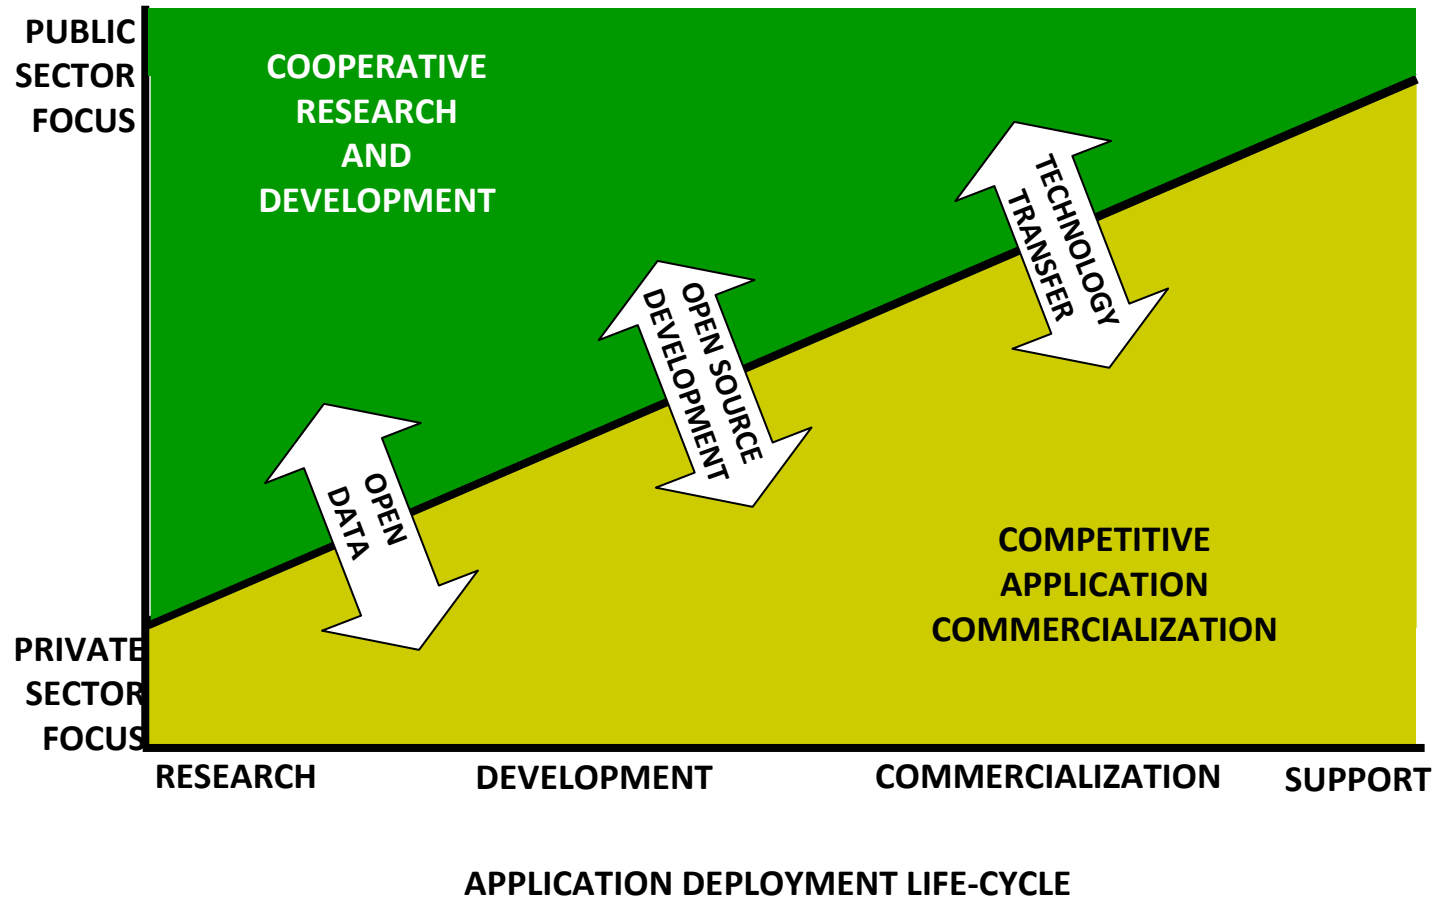 PUBLIC
SECTOR
FOCUS
COOPERATIVE
RESEARCH
AND
DEVELOPMENT
TECHNOLOGY
TRANSFER
OPEN SOURCE
DEVELOPMENT
OPEN
DATA
COMPETITIVE
APPLICATION
COMMERCIALIZATION
PRIVATE
SECTOR
FOCUS
RESEARCH
DEVELOPMENT
COMMERCIALIZATION
SUPPORT
APPLICATION DEPLOYMENT LIFE-CYCLE